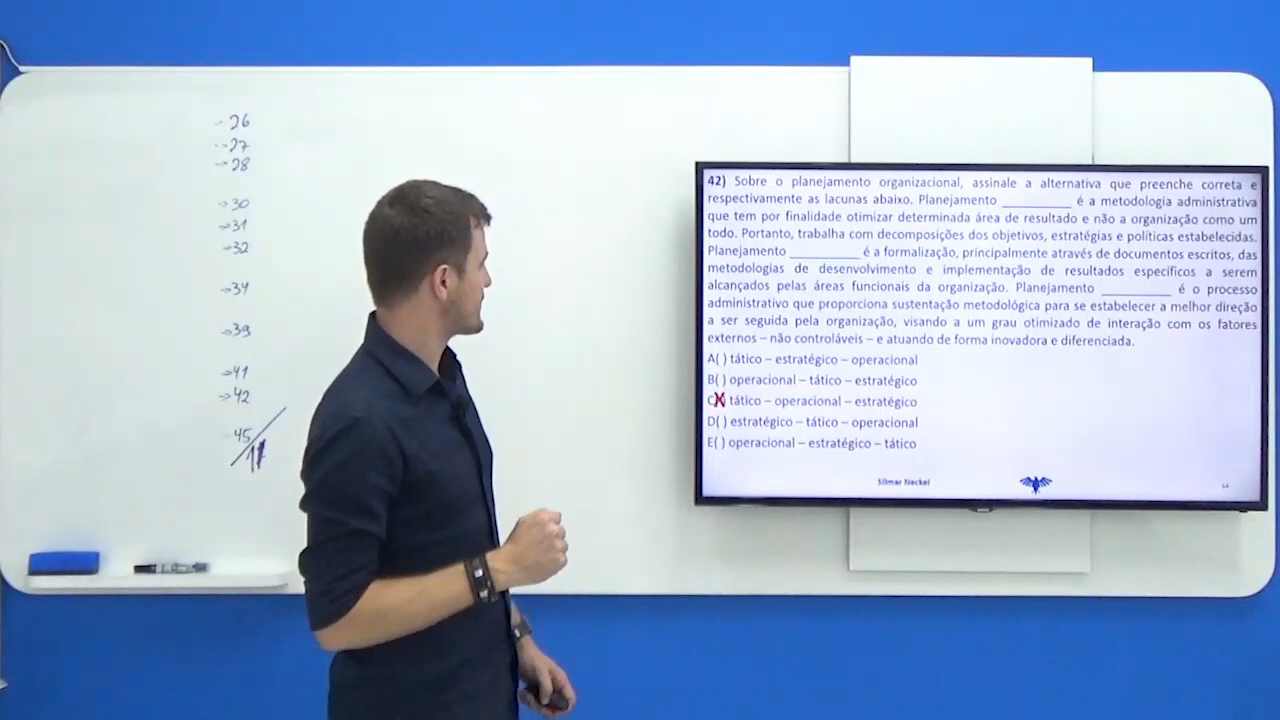 26
27
28
30
31
32
34
39
41
42
45
11
42) Sobre o planejamento organizacional, assinale a alternativa que preenche correta e
respectivamente as lacunas abaixo. Planejamento __________ é a metodologia administrativa
que tem por finalidade otimizar determinada área de resultado e não a organização como um
todo. Portanto, trabalha com decomposições dos objetivos, estratégias e políticas estabelecidas.
Planejamento __________ é a formalização, principalmente através de documentos escritos, das
metodologias de desenvolvimento e implementação de resultados específicos a serem
alcançados pelas áreas funcionais da organização. Planejamento __________ é o processo
administrativo que proporciona sustentação metodológica para se estabelecer a melhor direção
a ser seguida pela organização, visando a um grau otimizado de interação com os fatores
externos – não controláveis – e atuando de forma inovadora e diferenciada.
A( ) tático – estratégico – operacional
B( ) operacional – tático – estratégico
C(X) tático – operacional – estratégico
D( ) estratégico – tático – operacional
E( ) operacional – estratégico – tático
Silmar Neckel